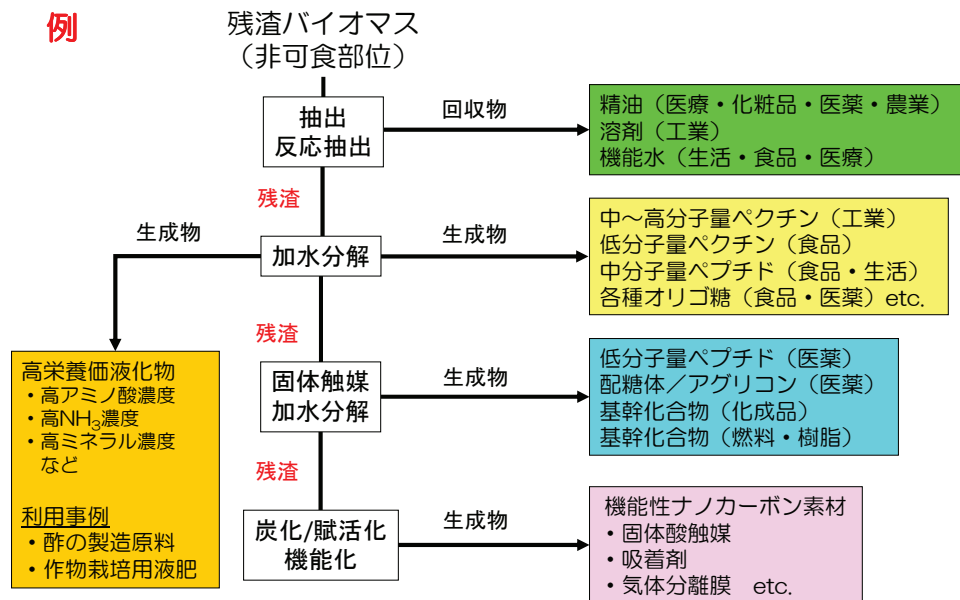 例
残渣バイオマス
（非可食部位）
抽出
反応抽出
回収物
精油（医療・化粧品・医薬・農業）
溶剤（工業）
機能水（生活・食品・医療）
残渣
生成物
加水分解
生成物
中～高分子量ペクチン（工業）
低分子量ペクチン（食品）
中分子量ペプチド（食品・生活）
各種オリゴ糖（食品・医薬）etc.
残渣
高栄養価液化物
・高アミノ酸濃度
・高NH₃濃度
・高ミネラル濃度
など
利用事例
・酢の製造原料
・作物栽培用液肥
固体触媒
加水分解
生成物
低分子量ペプチド（医薬）
配糖体／アグリコン（医薬）
基幹化合物（化成品）
基幹化合物（燃料・樹脂）
残渣
炭化/賦活化
機能化
生成物
機能性ナノカーボン素材
・固体酸触媒
・吸着剤
・気体分離膜　etc.